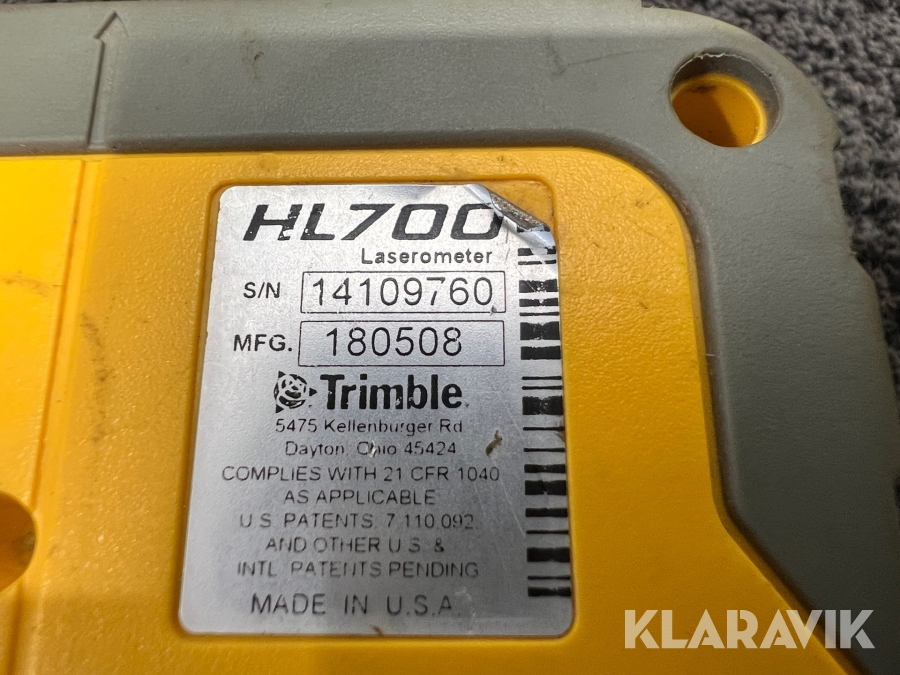 HL700
Laserometer
S/N 14109760
MFG. 180508
Trimble
5475 Kellenburger Rd
Dayton, Ohio 45424
COMPLIES WITH 21 CFR 1040
AS APPLICABLE
U.S. PATENTS, 7,110,092,
AND OTHER U.S. &
INTL. PATENTS PENDING
MADE IN U.S.A.
KLARAVIK